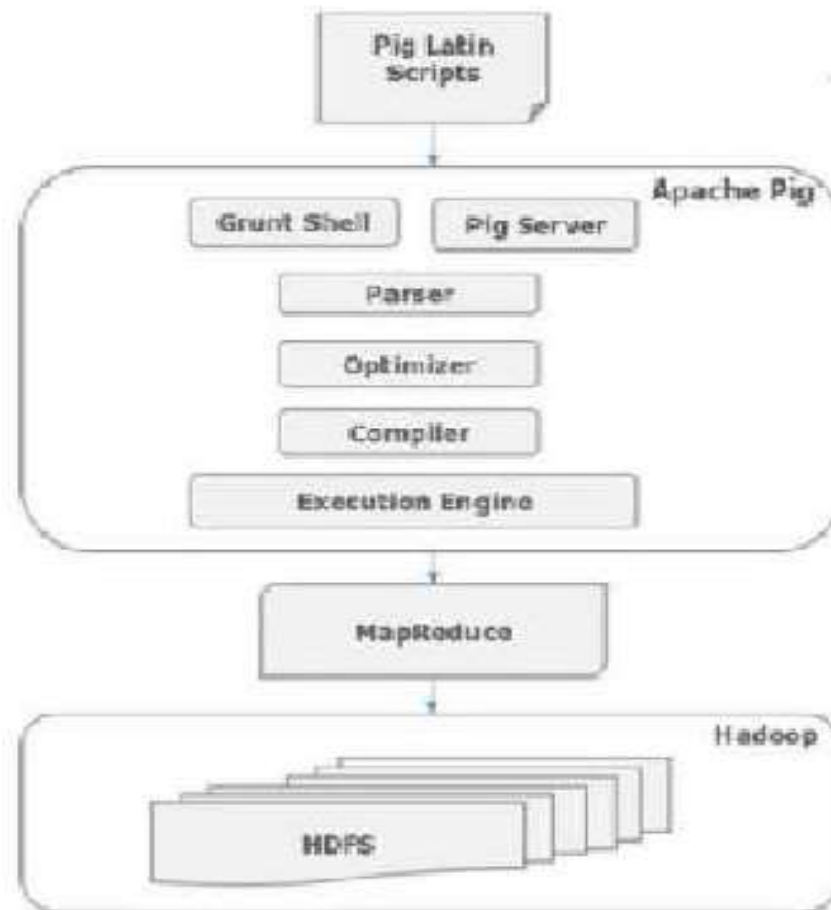 Pig Latin
Scripts
Apache Pig
Grunt Shell
Pig Server
Parser
Optimizer
Compiler
Execution Engine
MapReduce
Hadoop
HDFS